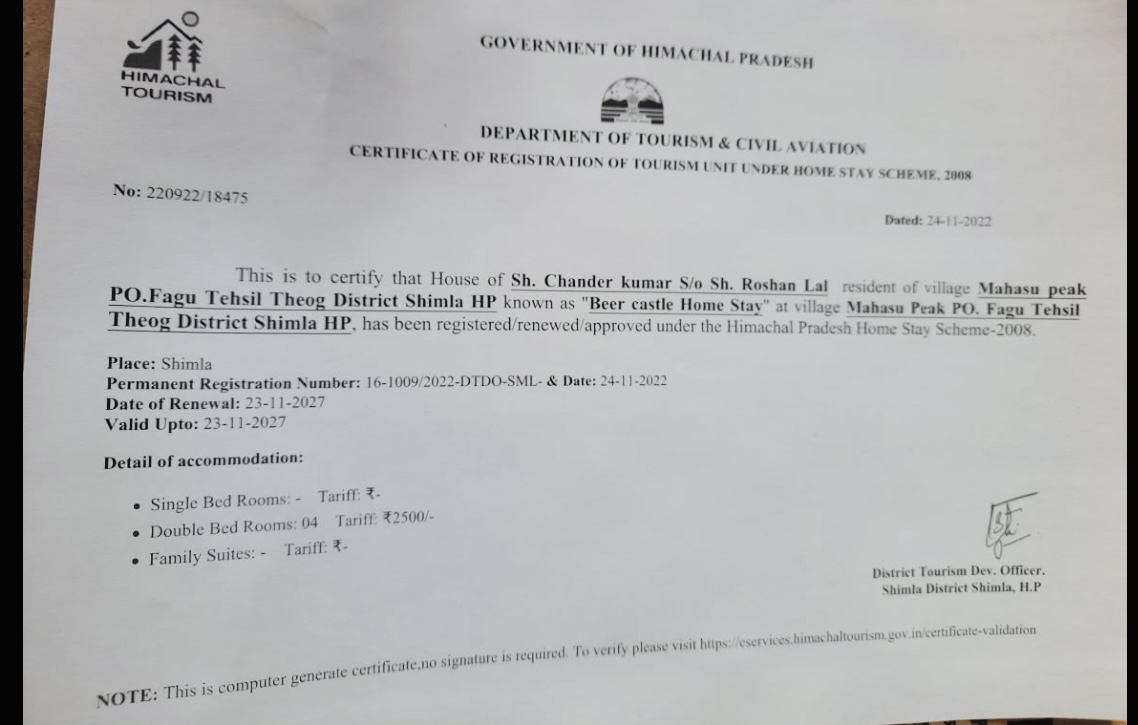 HIMACHAL
TOURISM
GOVERNMENT OF HIMACHAL PRADESH
DEPARTMENT OF TOURISM & CIVIL AVIATION
CERTIFICATE OF REGISTRATION OF TOURISM UNIT UNDER HOME STAY SCHEME, 2008
No: 220922/18475
Dated: 24-11-2022
This is to certify that House of Sh. Chander kumar S/o Sh. Roshan Lal resident of village Mahasu peak
PO.Fagu Tehsil Theog District Shimla HP known as "Beer castle Home Stay" at village Mahasu Peak PO. Fagu Tehsil
Theog District Shimla HP, has been registered/renewed/approved under the Himachal Pradesh Home Stay Scheme-2008.
Place: Shimla
Permanent Registration Number: 16-1009/2022-DTDO-SML- & Date: 24-11-2022
Date of Renewal: 23-11-2027
Valid Upto: 23-11-2027
Detail of accommodation:
• Single Bed Rooms: - Tariff: ₹-
• Double Bed Rooms: 04 Tariff: ₹2500/-
• Family Suites: - Tariff: ₹-
District Tourism Dev. Officer.
Shimla District Shimla, H.P
NOTE: This is computer generate certificate,no signature is required. To verify please visit https://eservices.himachaltourism.gov.in/certificate-validation